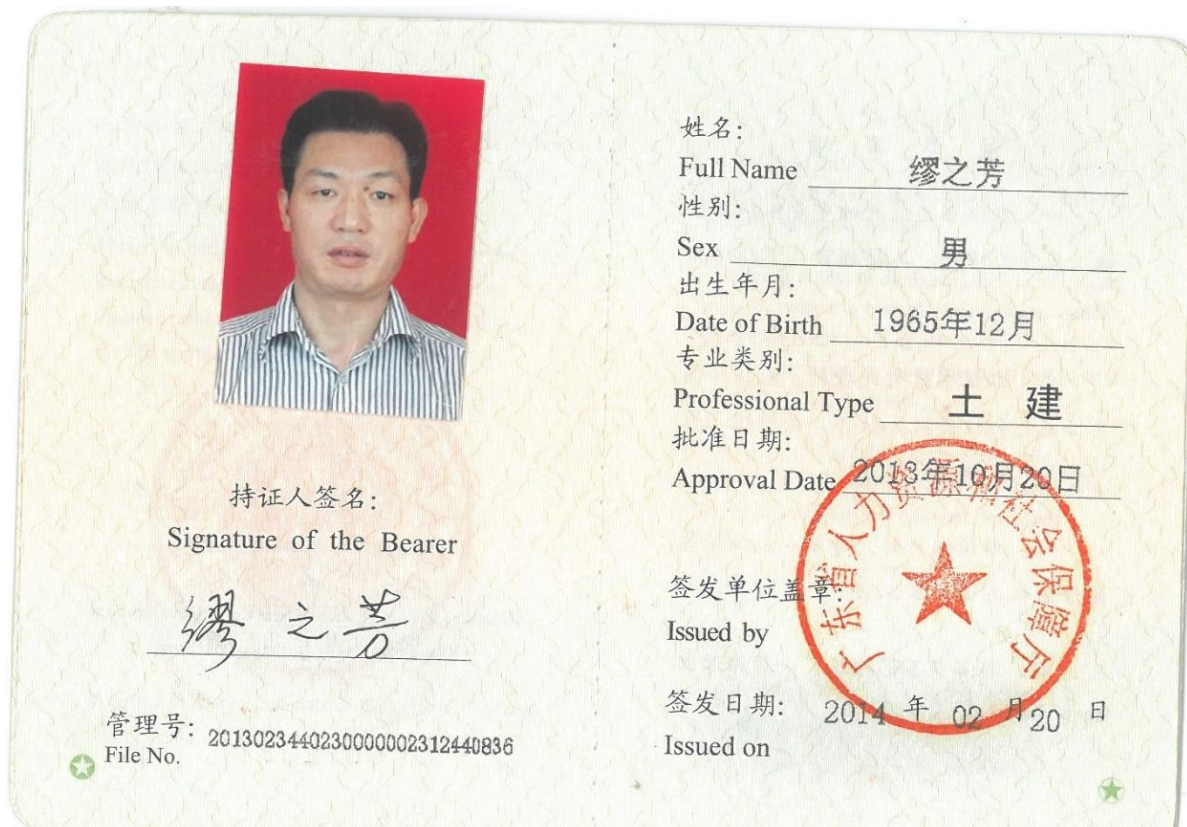 持证人签名:
Signature of the Bearer
缪之芳
管理号:
File No.
2013023440230000002312440836
姓名:
Full Name 缪之芳
性别:
Sex 男
出生年月:
Date of Birth 1965年12月
专业类别:
Professional Type 土 建
批准日期:
Approval Date 2013年10月20日
广东省人力资源和社会保障厅
签发单位盖章:
Issued by
签发日期: 2014 年 02 月 20 日
Issued on